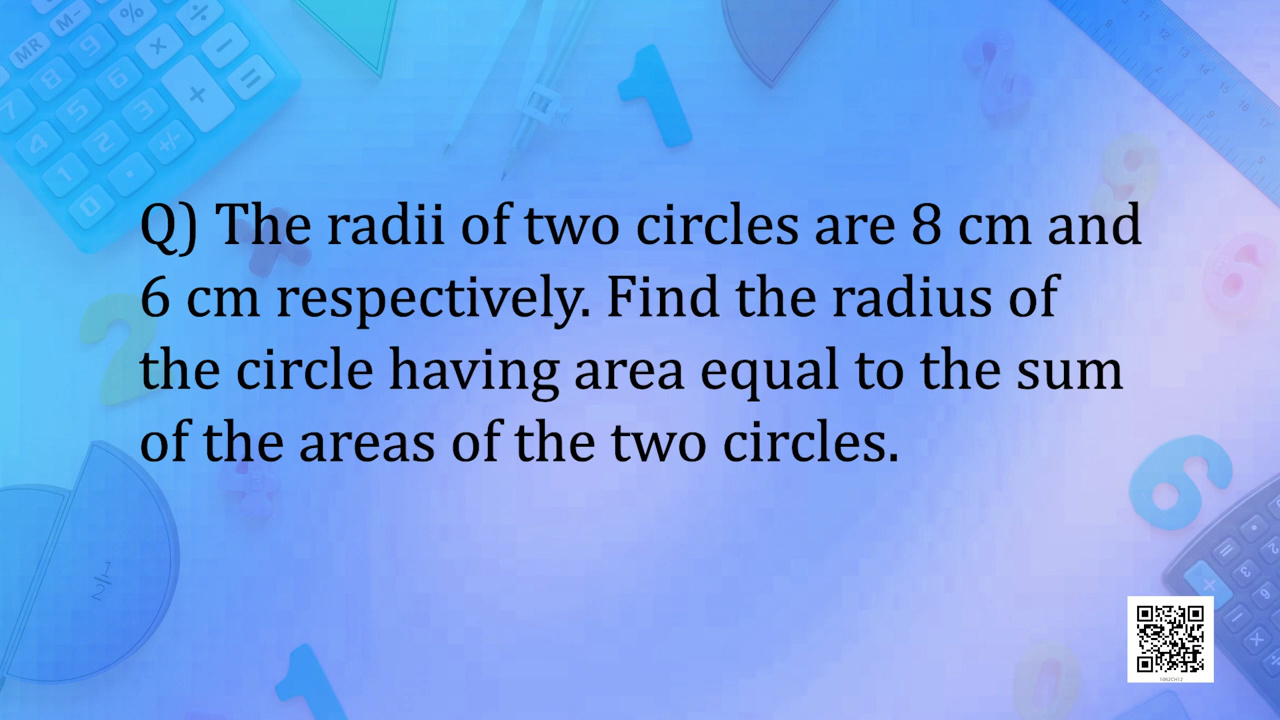 Q) The radii of two circles are 8 cm and
6 cm respectively. Find the radius of
the circle having area equal to the sum
of the areas of the two circles.
1062CH12